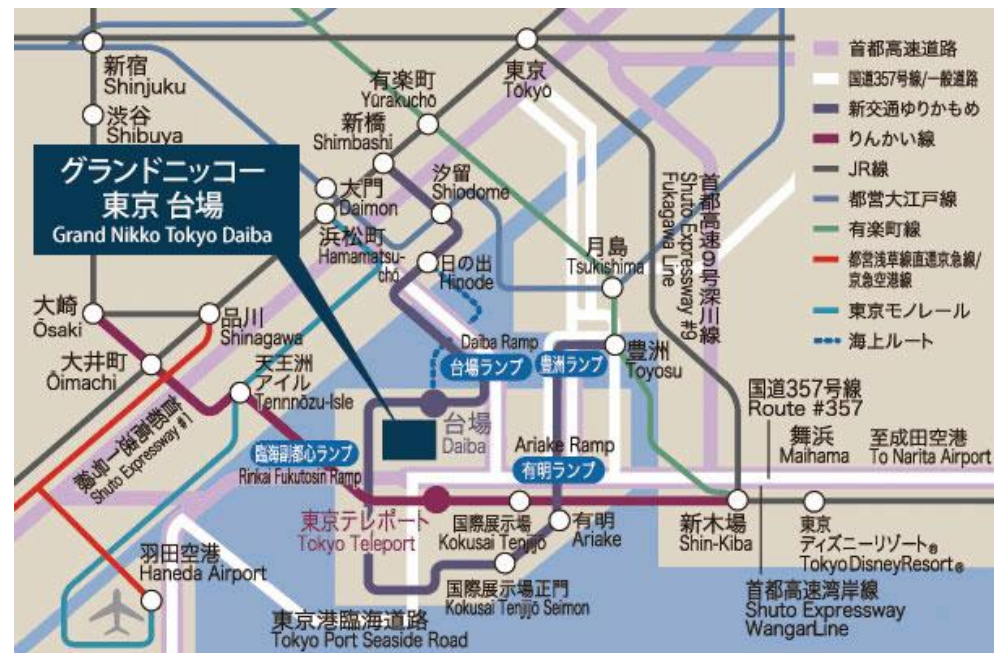 新宿
Shinjuku
渋谷
Shibuya
有楽町
Yūrakuchō
新橋
Shimbashi
東京
Tōkyō
グランドニッコー
東京 台場
Grand Nikko Tokyo Daiba
大門
Daimon
浜松町
Hamamatsu-
chō
汐留
Shiodome
日の出
Hinode
月島
Tsukishima
首都高速9号深川線
Shuto Expressway #9
Fukagawa Line
首都高速道路
国道357号線/一般道路
新交通ゆりかもめ
りんかい線
JR線
都営大江戸線
有楽町線
都営浅草線直通京急線/
京急空港線
東京モノレール
海上ルート
大崎
Ōsaki
品川
Shinagawa
大井町
Ōimachi
天王洲
アイル
Tennnōzu-Isle
首都高速1号線
Shuto Expressway #1
Daiba Ramp
台場ランプ
豊洲ランプ
豊洲
Toyosu
台場
Daiba
臨海副都心ランプ
Rinkai Fukutosin Ramp
Ariake Ramp
有明ランプ
国道357号線
Route #357
舞浜
Maihama
至成田空港
To Narita Airport
東京テレポート
Tokyo Teleport
国際展示場
Kokusai Tenjijō
有明
Ariake
新木場
Shin-Kiba
東京
ディズニーリゾート®
Tokyo DisneyResort®
羽田空港
Haneda Airport
国際展示場正門
Kokusai Tenjijō Seimon
首都高速湾岸線
Shuto Expressway
WanganLine
東京港臨海道路
Tokyo Port Seaside Road